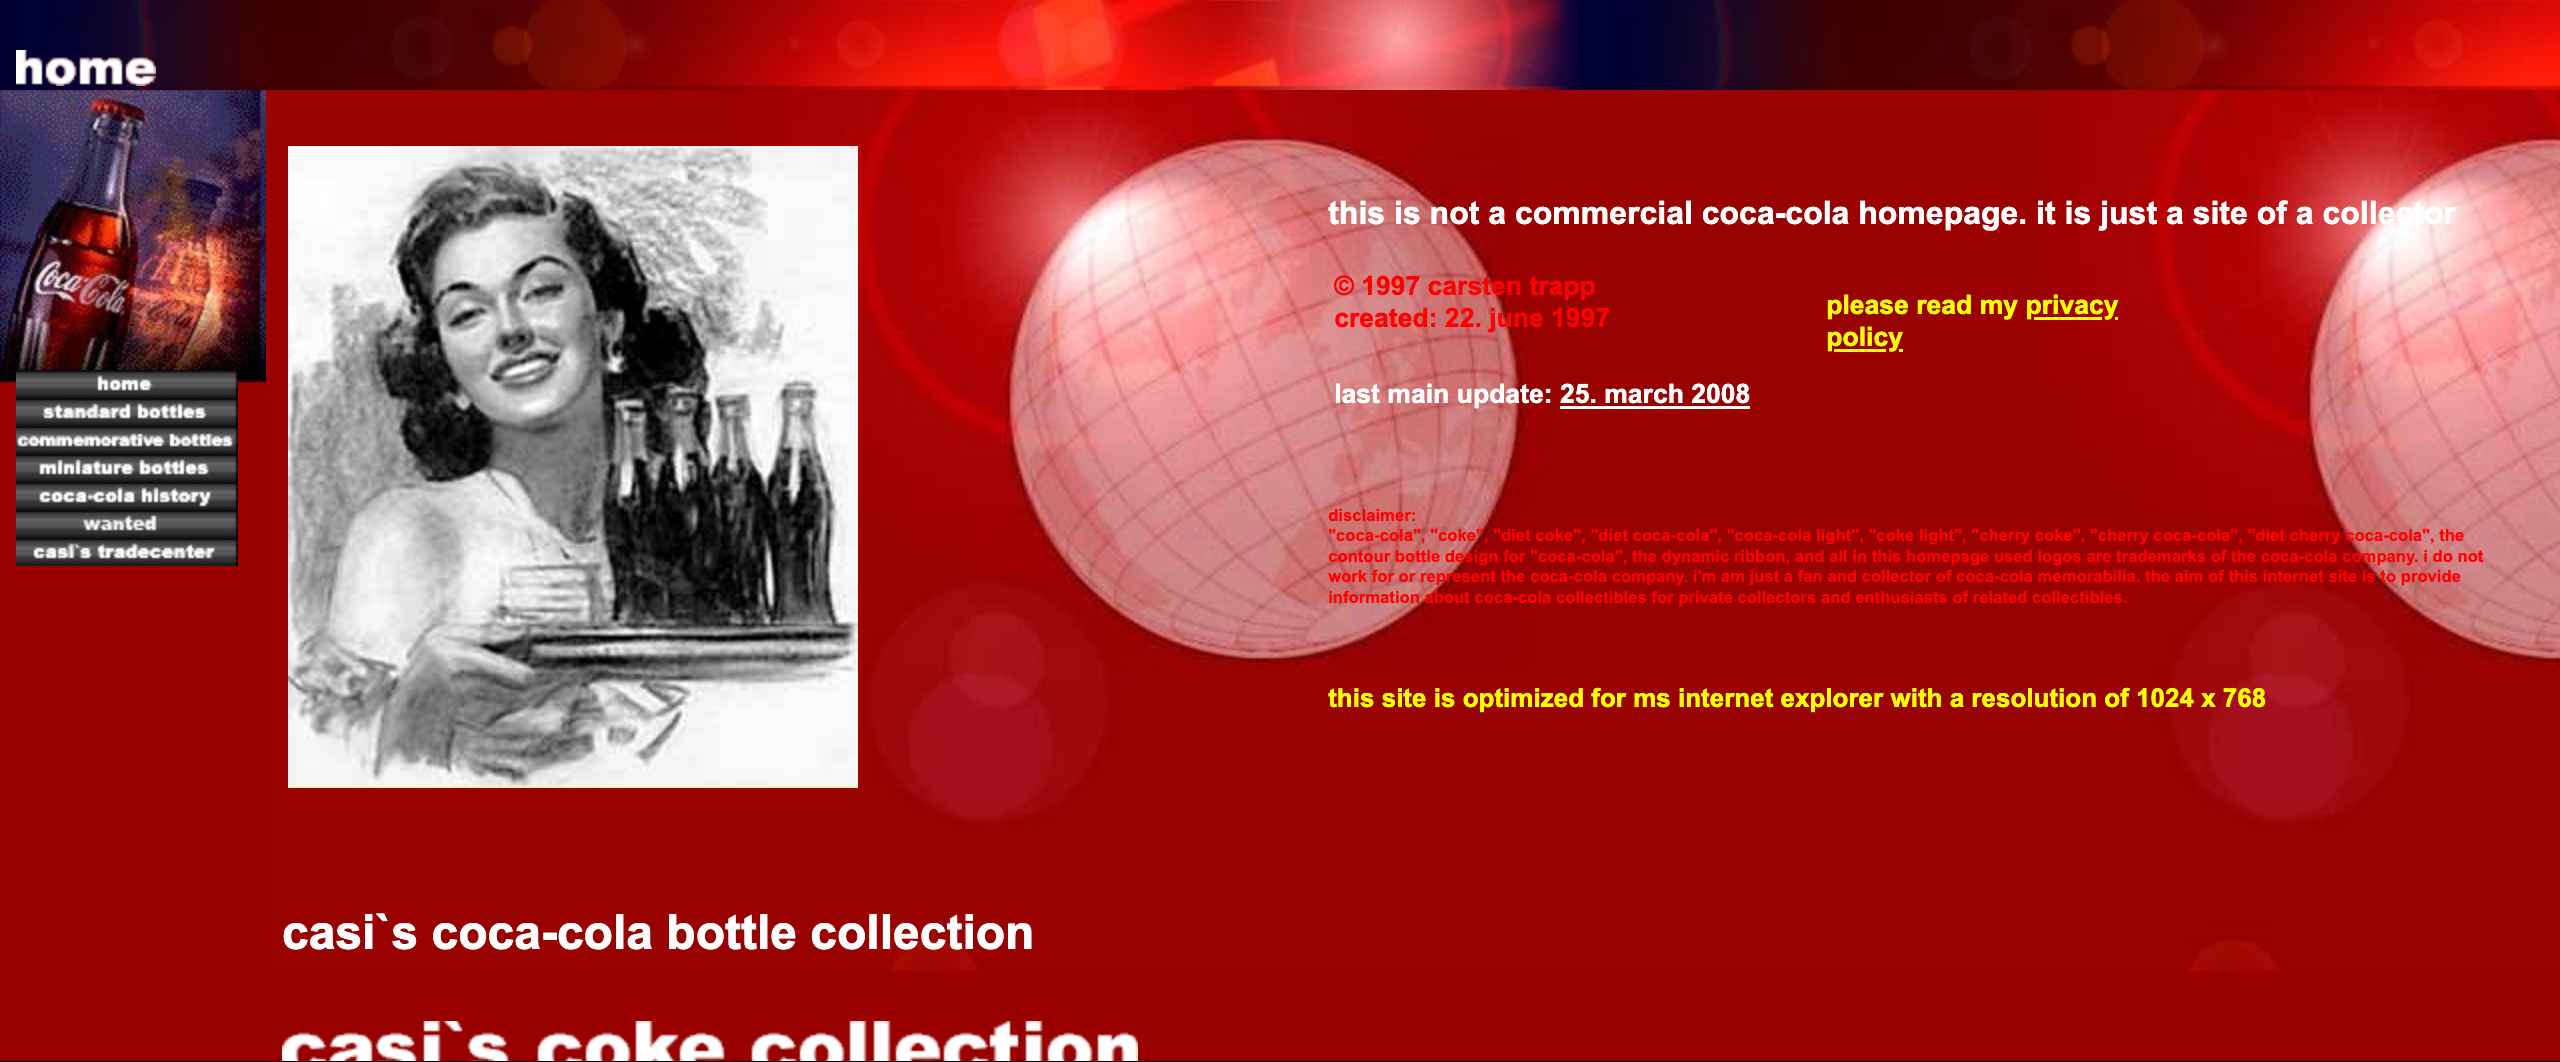 home
Coca-Cola
home
standard bottles
commemorative bottles
miniature bottles
coca-cola history
wanted
casi`s tradecenter
this is not a commercial coca-cola homepage. it is just a site of a collector
© 1997 carsten trapp
created: 22. june 1997
please read my privacy
policy
last main update: 25. march 2008
disclaimer:
"coca-cola", "coke", "diet coke", "diet coca-cola", "coca-cola light", "coke light", "cherry coke", "cherry coca-cola", "diet cherry coca-cola", the
contour bottle design for "coca-cola", the dynamic ribbon, and all in this homepage used logos are trademarks of the coca-cola company. i do not
work for or represent the coca-cola company. i'm am just a fan and collector of coca-cola memorabilia. the aim of this internet site is to provide
information about coca-cola collectibles for private collectors and enthusiasts of related collectibles.
this site is optimized for ms internet explorer with a resolution of 1024 x 768
casi`s coca-cola bottle collection
casi`s coke collection